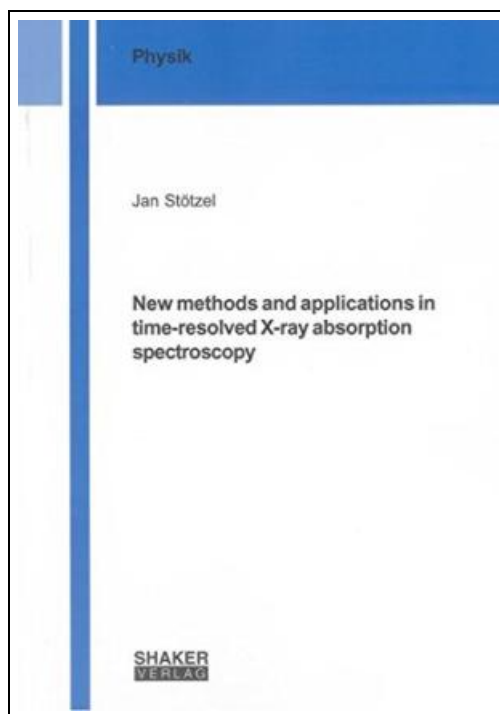 Physik
Jan Stötzel
New methods and applications in
time-resolved X-ray absorption
spectroscopy
SHAKER
VERLAG